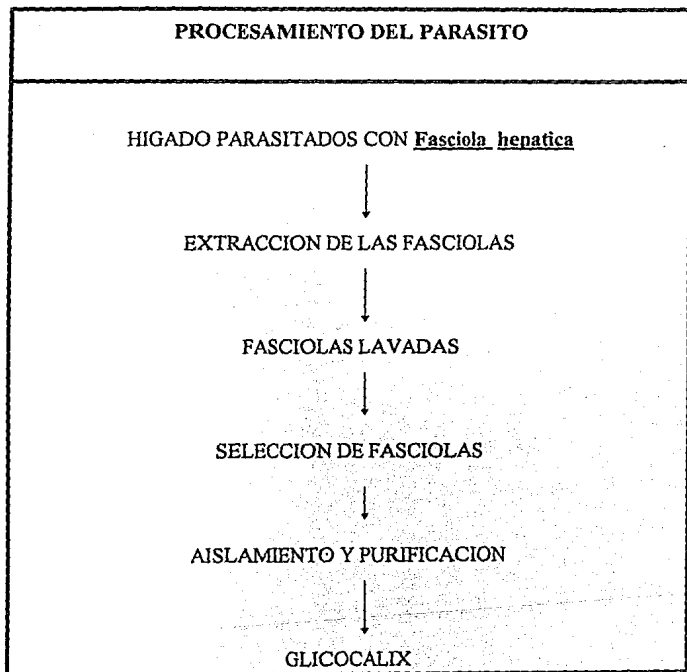 PROCESAMIENTO DEL PARASITO
HIGADO PARASITADOS CON Fasciola hepatica
EXTRACCION DE LAS FASCIOLAS
FASCIOLAS LAVADAS
SELECCION DE FASCIOLAS
AISLAMIENTO Y PURIFICACION
GLICOCALIX